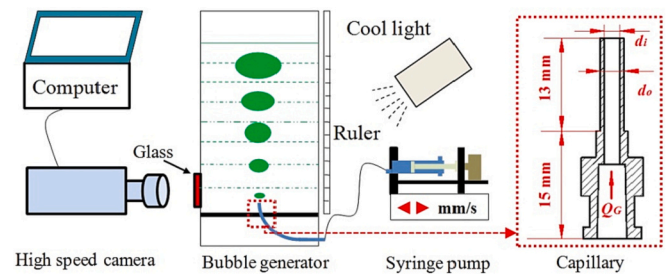 Computer
Glass
Cool light
Ruler
mm/s
High speed camera
Bubble generator
Syringe pump
di
do
13 mm
15 mm
QG
Capillary